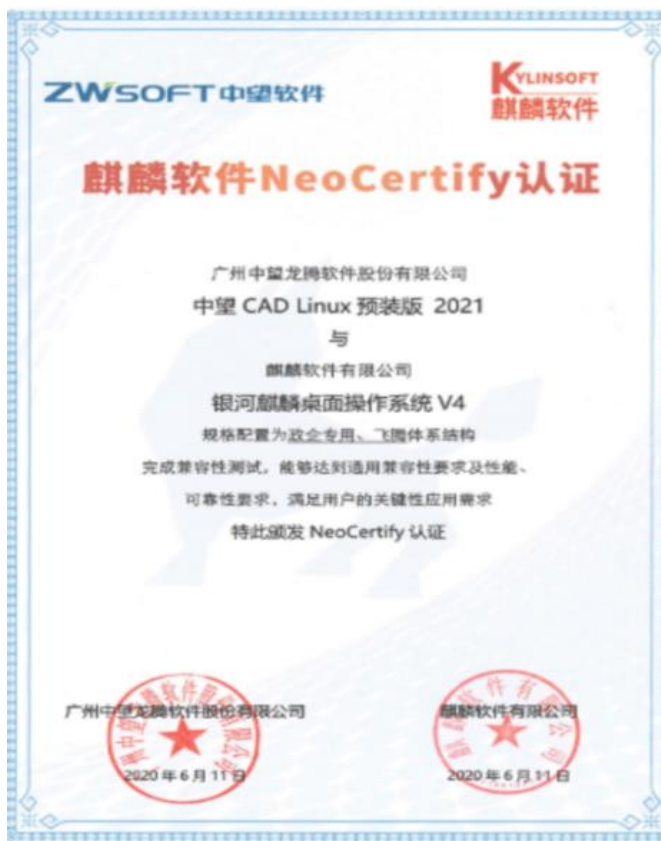 ZWSOFT中望软件
KYLINSOFT
麒麟软件
麒麟软件NeoCertify认证
广州中望龙腾软件股份有限公司
中望 CAD Linux 预装版 2021
与
麒麟软件有限公司
银河麒麟桌面操作系统 V4
规格配置为政企专用、飞腾体系结构
完成兼容性测试，能够达到通用兼容性要求及性能、
可靠性要求，满足用户的关键性应用需求
特此颁发 NeoCertify 认证
广州中望龙腾软件股份有限公司
麒麟软件有限公司
2020 年 6 月 11 日
2020 年 6 月 11 日